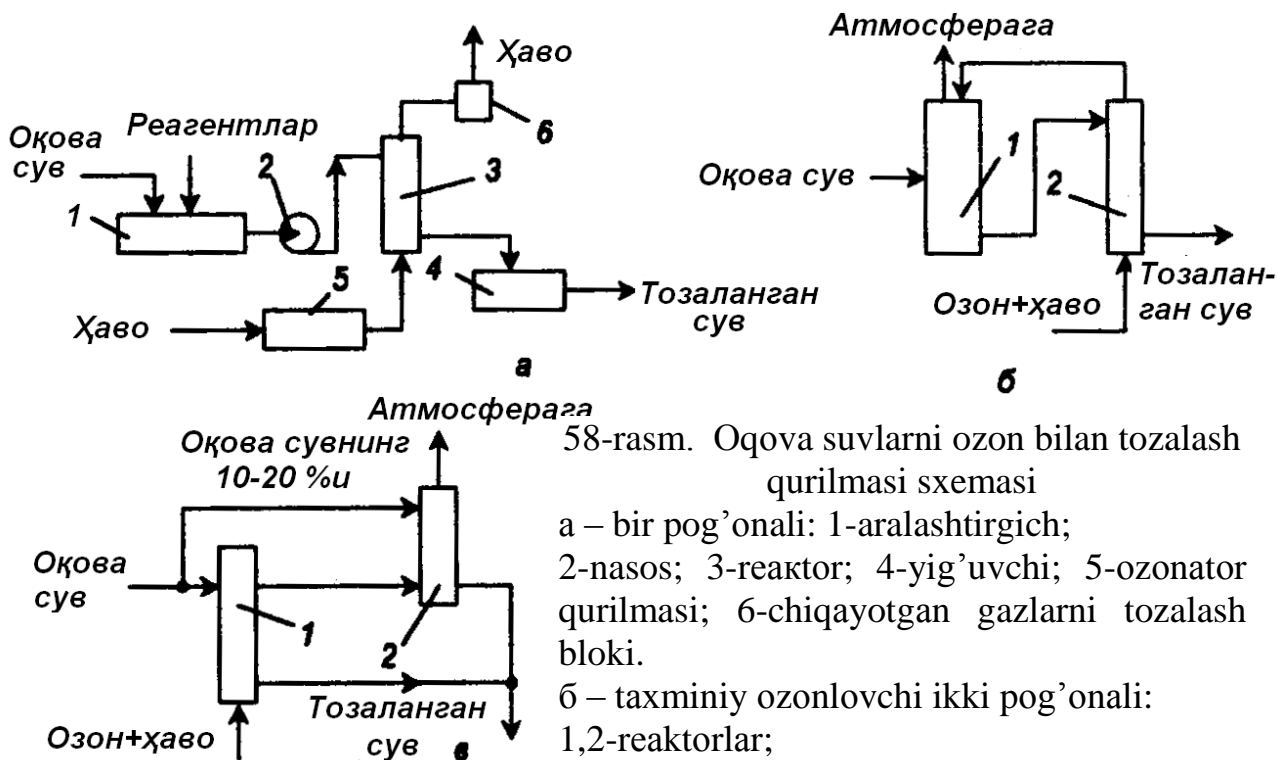 Ҳаво
6
Оқова
сув
Реагентлар
1
2
3
4
5
Ҳаво
Тозаланган
сув
а
Атмосферага
Оқова сув
1
2
Озон+ҳаво
Тозалан-
ган сув
б
Атмосферага
Оқова сувнинг
10-20 %и
Оқова
сув
1
2
Озон+ҳаво
Тозаланган
сув
в
58-rasm. Oqova suvlarni ozon bilan tozalash
qurilmasi sxemasi
a – bir pog’onali: 1-aralashtirgich;
2-nasos; 3-reaкtor; 4-yig’uvchi; 5-ozonator
qurilmasi; 6-chiqayotgan gazlarni tozalash
bloki.
б – taxminiy ozonlovchi ikki pog’onali:
1,2-reaktorlar;